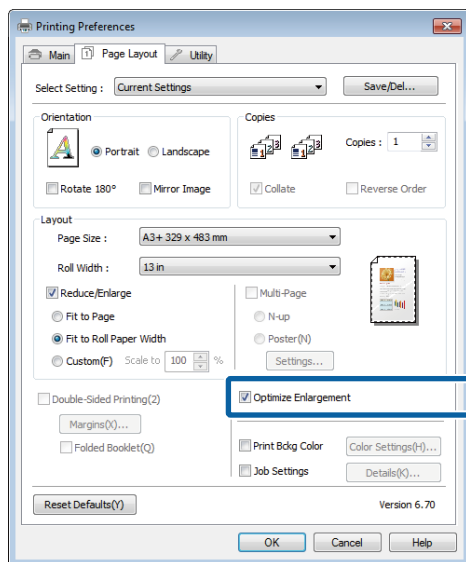 Printing Preferences
Main Page Layout Utility
Select Setting : Current Settings Save/Del...
Orientation Copies
Portrait Landscape Copies : 1
Rotate 180° Mirror Image Collate Reverse Order
Layout
Page Size : A3+ 329 x 483 mm
Roll Width : 13 in
Reduce/Enlarge Multi-Page
Fit to Page N-up
Fit to Roll Paper Width Poster(N)
Custom(F) Scale to 100 % Settings...
Double-Sided Printing(2) Optimize Enlargement
Margins(X)...
Folded Booklet(Q) Print Bckg Color Color Settings(H)...
Job Settings Details(K)...
Reset Defaults(Y) Version 6.70
OK Cancel Help